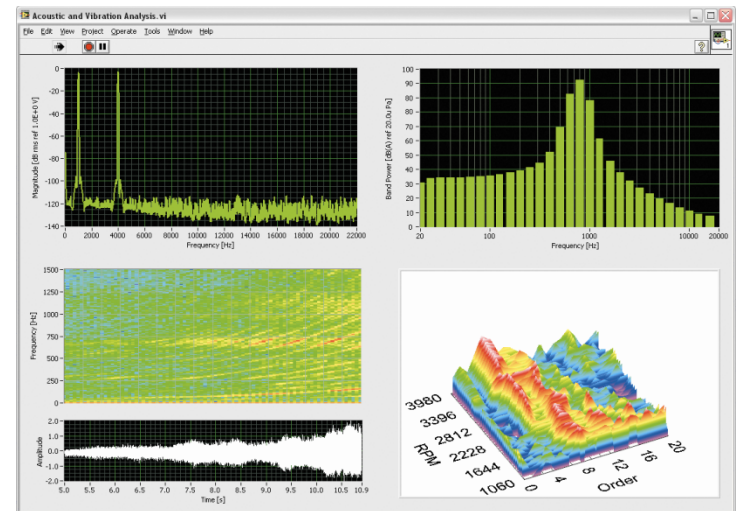 Acoustic and Vibration Analysis.vi
File Edit View Project Operate Tools Window Help
Magnitude [dB rms ref 1.0E+0 V]
0-
-20-
-40-
-60-
-80-
-100-
-120-
-140-
0 2000 4000 6000 8000 10000 12000 14000 16000 18000 20000 22000
Frequency [Hz]
Band Power [dB(A) ref 20.0u Pa]
100-
90-
80-
70-
60-
50-
40-
30-
20-
10-
0-
20 100 1000 10000 20000
Frequency [Hz]
Frequency [Hz]
1500-
1250-
1000-
750-
500-
250-
0-
Amplitude
2.0-
1.0-
0.0-
-1.0-
-2.0-
5.0 5.5 6.0 6.5 7.0 7.5 8.0 8.5 9.0 9.5 10.0 10.5 10.9
Time [s]
3980
3396
2812
2228
1644
1060
RPM
0 4 8 12 16 20
Order